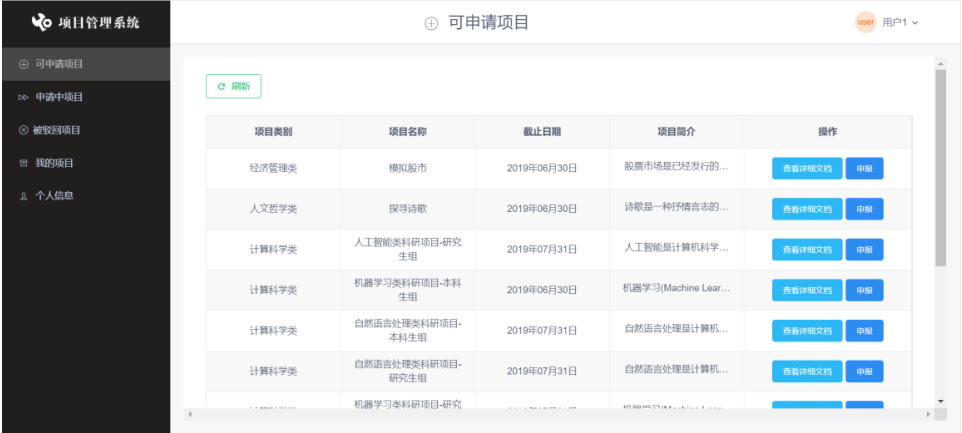 项目管理系统
可申请项目
user 用户1
可申请项目
申请中项目
被驳回项目
我的项目
个人信息
刷新
项目类别 项目名称 截止日期 项目简介 操作
经济管理类 模拟股市 2019年06月30日 股票市场是已经发行的... 查看详细文档 申报
人文哲学类 探寻诗歌 2019年06月30日 诗歌是一种抒情言志的... 查看详细文档 申报
计算科学类 人工智能类科研项目-研究
生组 2019年07月31日 人工智能是计算机科学... 查看详细文档 申报
计算科学类 机器学习类科研项目-本科
生组 2019年06月30日 机器学习(Machine Lear... 查看详细文档 申报
计算科学类 自然语言处理类科研项目-
本科生组 2019年07月31日 自然语言处理是计算机... 查看详细文档 申报
计算科学类 自然语言处理类科研项目-
研究生组 2019年07月31日 自然语言处理是计算机... 查看详细文档 申报
机器学习类科研项目-研究